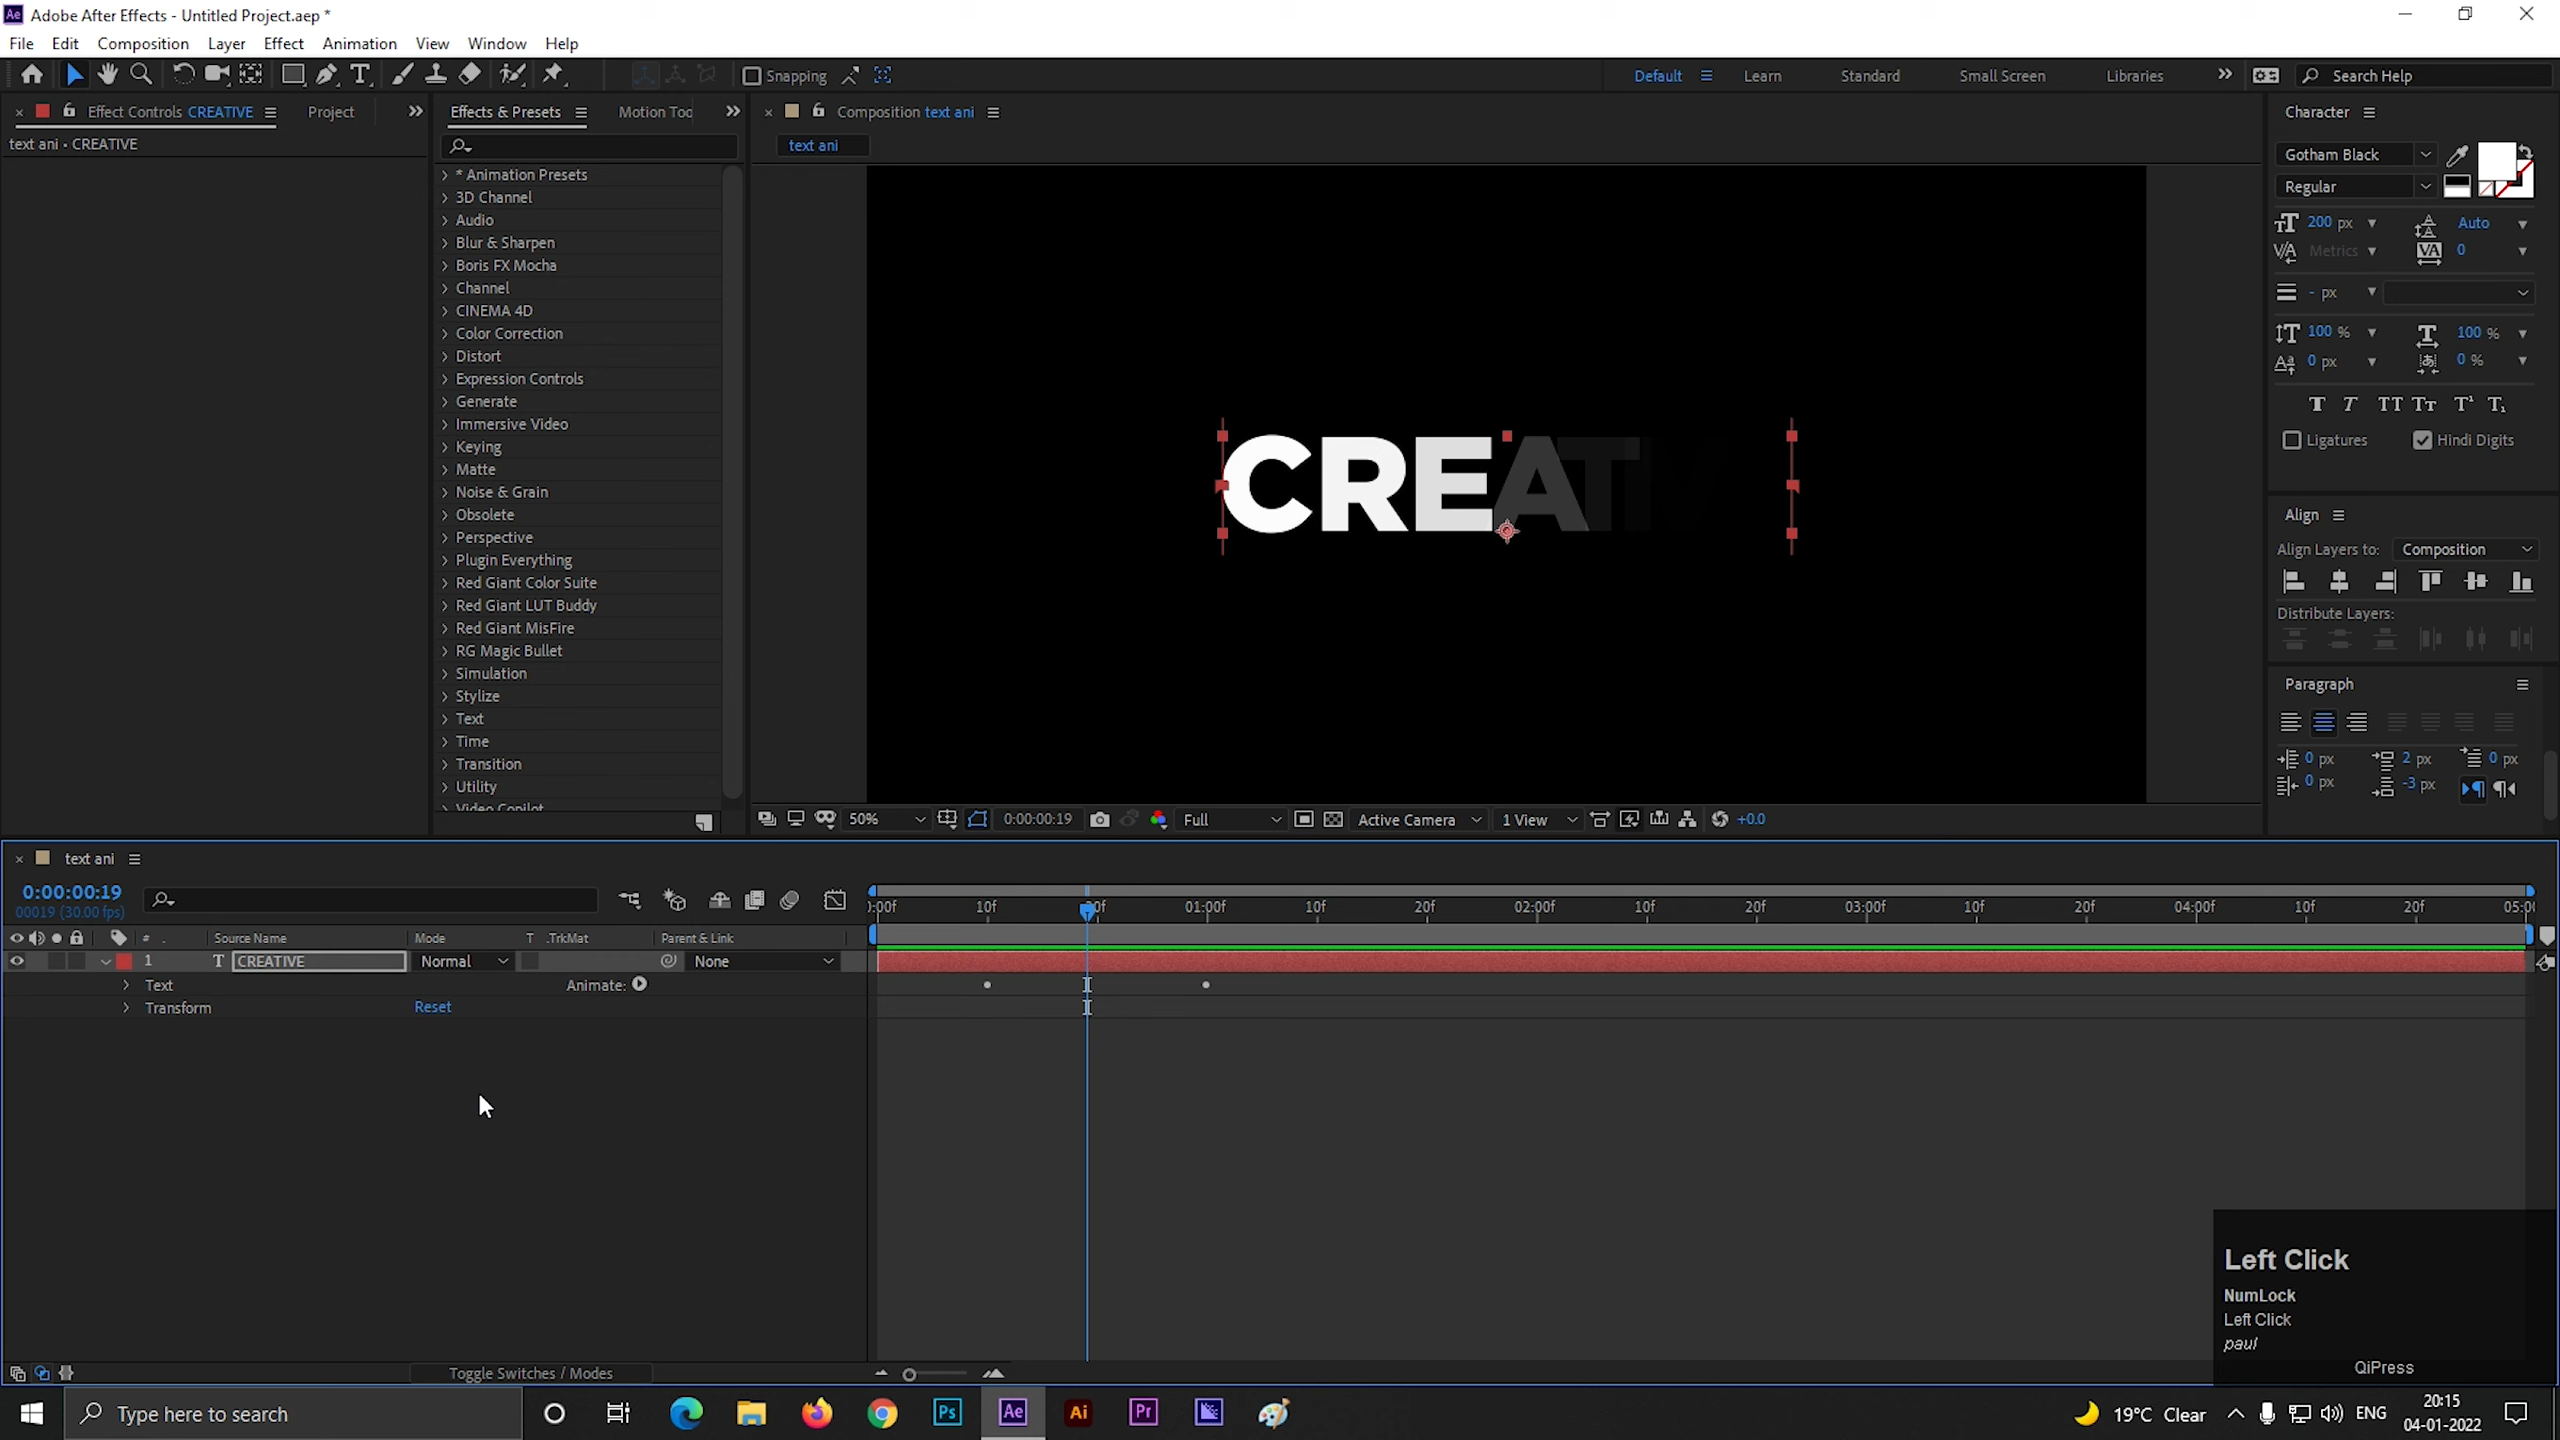 Adobe After Effects - Untitled Project.aep *
File Edit Composition Layer Effect Animation View Window Help
Snapping
Default Learn Standard Small Screen Libraries Search Help
Effect Controls CREATIVE Project
Effects & Presets Motion Too
Composition text ani
Character
text ani • CREATIVE
text ani
* Animation Presets
3D Channel
Audio
Blur & Sharpen
Boris FX Mocha
Channel
CINEMA 4D
Color Correction
Distort
Expression Controls
Generate
Immersive Video
Keying
Matte
Noise & Grain
Obsolete
Perspective
Plugin Everything
Red Giant Color Suite
Red Giant LUT Buddy
Red Giant MisFire
RG Magic Bullet
Simulation
Stylize
Text
Time
Transition
Utility
Video Copilot
CREAT
50% 0:00:00:19 Full Active Camera 1 View +0.0
Gotham Black
Regular
200 px Auto
Metrics 0
- px
100 % 100 %
0 px 0 %
Ligatures Hindi Digits
Align
Align Layers to: Composition
Distribute Layers:
Paragraph
0 px 2 px 0 px
0 px -3 px
text ani
0:00:00:19
00019 (30.00 fps)
:00f 10f 20f 01:00f 10f 20f 02:00f 10f 20f 03:00f 10f 20f 04:00f 10f 20f 05:0
# . Source Name Mode T .TrkMat Parent & Link
1 T CREATIVE Normal None
Text Animate:
Transform Reset
Toggle Switches / Modes
Left Click
NumLock
Left Click
paul
QiPress
Type here to search
Ps Ae Ai Pr
19°C Clear ENG
20:15
04-01-2022